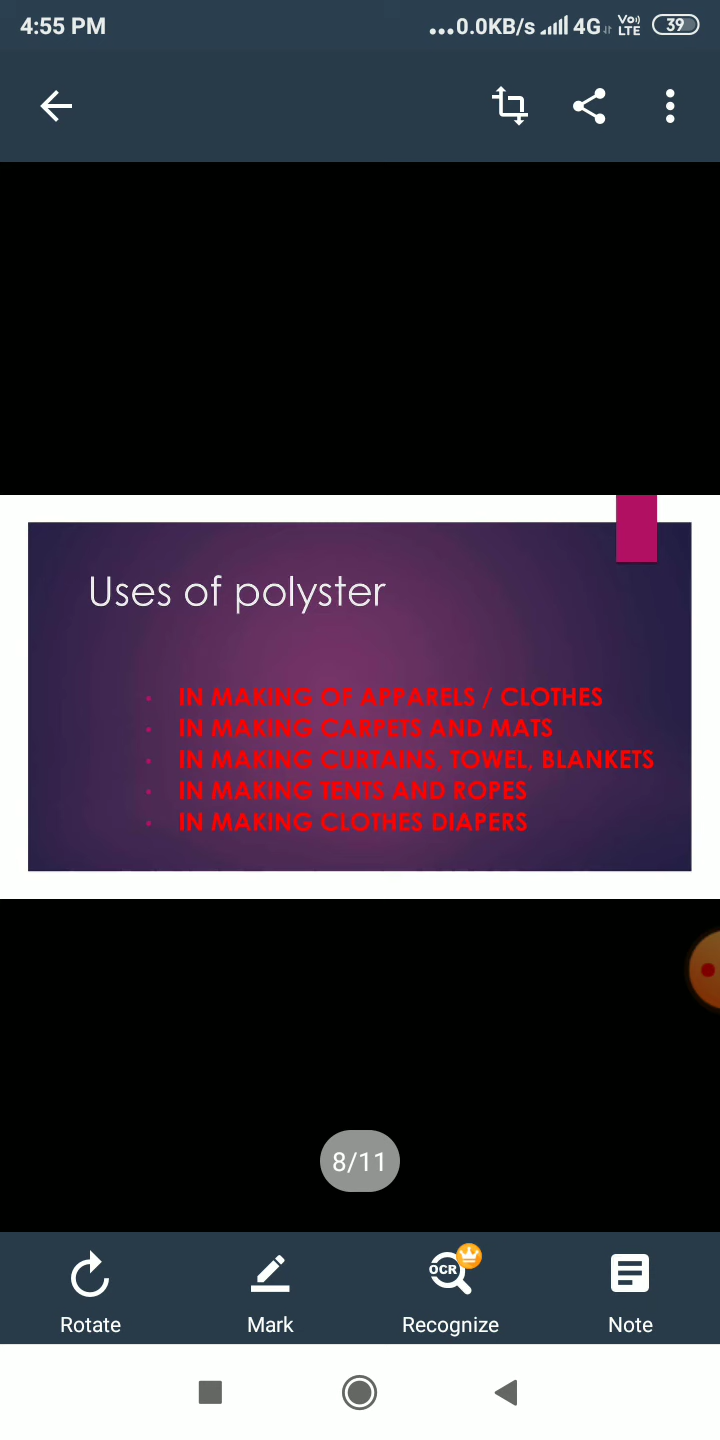 4:55 PM ...0.0KB/s 4G Vo) LTE 39
Uses of polyster
• IN MAKING OF APPARELS / CLOTHES
• IN MAKING CARPETS AND MATS
• IN MAKING CURTAINS, TOWEL, BLANKETS
• IN MAKING TENTS AND ROPES
• IN MAKING CLOTHES DIAPERS
8/11
OCR
Rotate Mark Recognize Note